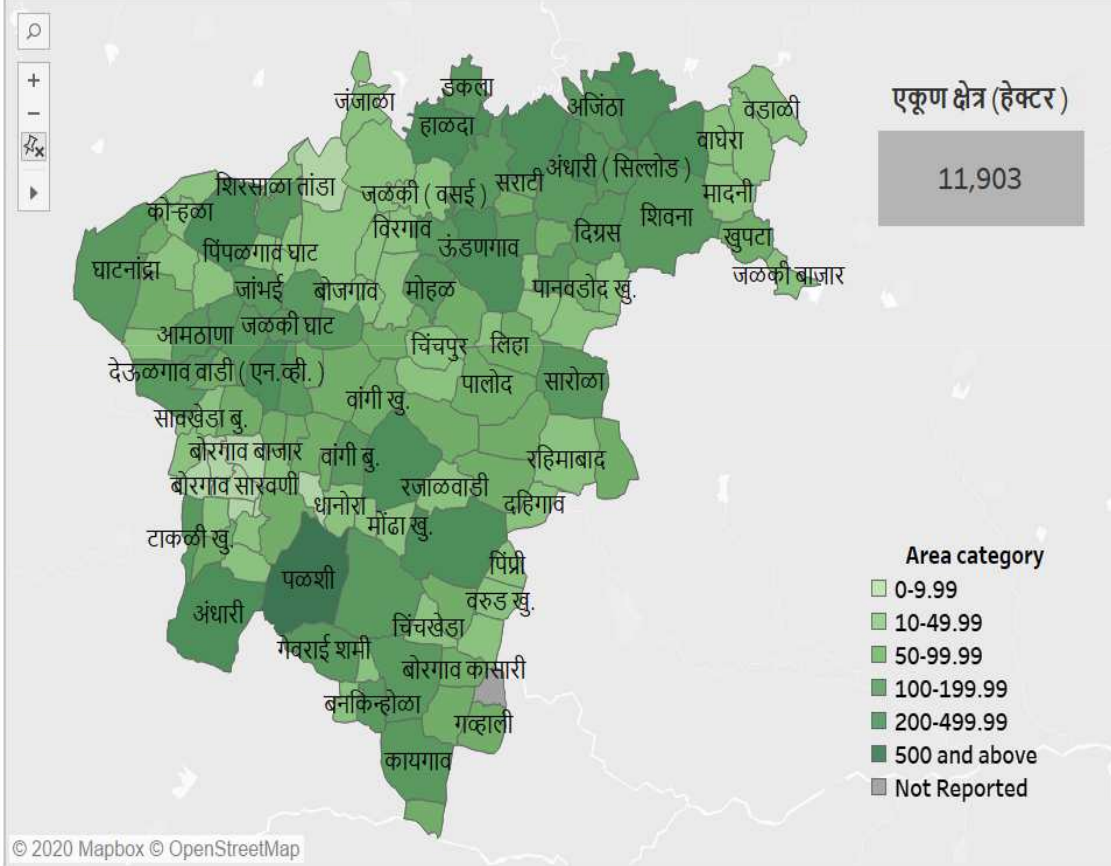 डकला
जंजाळा
अजिंठा
वडाळी
एकूण क्षेत्र (हेक्टर )
हाळदा
वाघेरा
अंधारी ( सिल्लोड )
11,903
शिरसाळा तांडा
जळकी ( वसई )
सराटी
मादनी
कोऱ्हळा
विरगाव
शिवना
पिंपळगाव घाट
ऊंडणगाव
दिग्रस
खुपटा
घाटनांद्रा
जळकी बाजार
जांभई
बोजगाव
मोहळ
पानवडोद खु.
आमठाणा
जळकी घाट
चिंचपुर
लिहा
देऊळगाव वाडी ( एन.व्ही. )
पालोद
सारोळा
वांगी खु.
सावखेडा बु.
बोरगाव बाजार
वांगी बु.
रहिमाबाद
बोरगाव सारवणी
रजाळवाडी
धानोरा
दहिगाव
मोंढा खु.
टाकळी खु.
Area category
पिंप्री
पळशी
0-9.99
अंधारी
वरुड खु.
10-49.99
चिंचखेडा
गेवराई शमी
50-99.99
बोरगाव कासारी
100-199.99
बनकिन्होळा
गव्हाली
200-499.99
कायगाव
500 and above
Not Reported
© 2020 Mapbox © OpenStreetMap